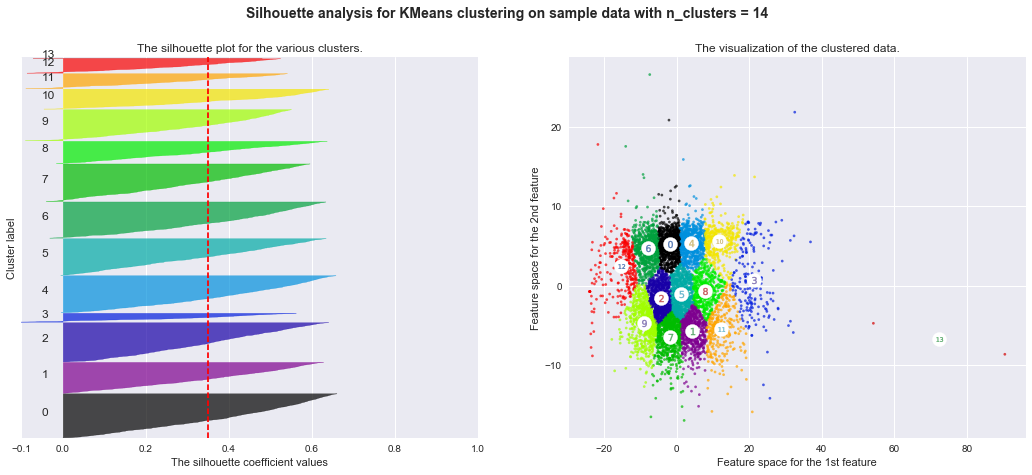 Silhouette analysis for KMeans clustering on sample data with n_clusters = 14
The silhouette plot for the various clusters.
13
12
11
10
9
8
7
6
5
4
3
2
1
0
Cluster label
−0.1 0.0 0.2 0.4 0.6 0.8 1.0
The silhouette coefficient values
The visualization of the clustered data.
20
10
0
−10
Feature space for the 2nd feature
6 0 4 10
12
3
2 5 8
9
7 1 11
13
−20 0 20 40 60 80
Feature space for the 1st feature